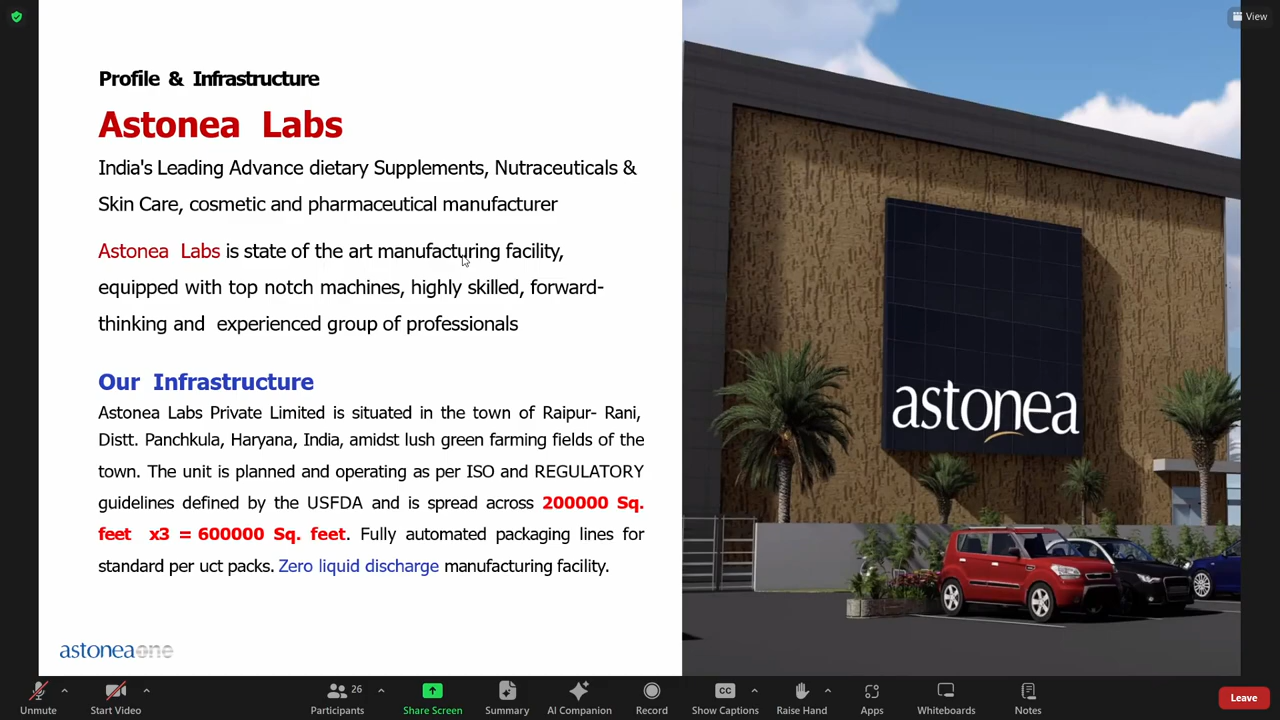 View
Profile & Infrastructure
Astonea Labs
India's Leading Advance dietary Supplements, Nutraceuticals &
Skin Care, cosmetic and pharmaceutical manufacturer
Astonea Labs is state of the art manufacturing facility,
equipped with top notch machines, highly skilled, forward-
thinking and experienced group of professionals
Our Infrastructure
Astonea Labs Private Limited is situated in the town of Raipur- Rani,
Distt. Panchkula, Haryana, India, amidst lush green farming fields of the
town. The unit is planned and operating as per ISO and REGULATORY
guidelines defined by the USFDA and is spread across 200000 Sq.
feet x3 = 600000 Sq. feet. Fully automated packaging lines for
standard per uct packs. Zero liquid discharge manufacturing facility.
astonea
astonea one
Unmute
Start Video
26
Participants
Share Screen
Summary
AI Companion
Record
CC
Show Captions
Raise Hand
Apps
Whiteboards
Notes
Leave